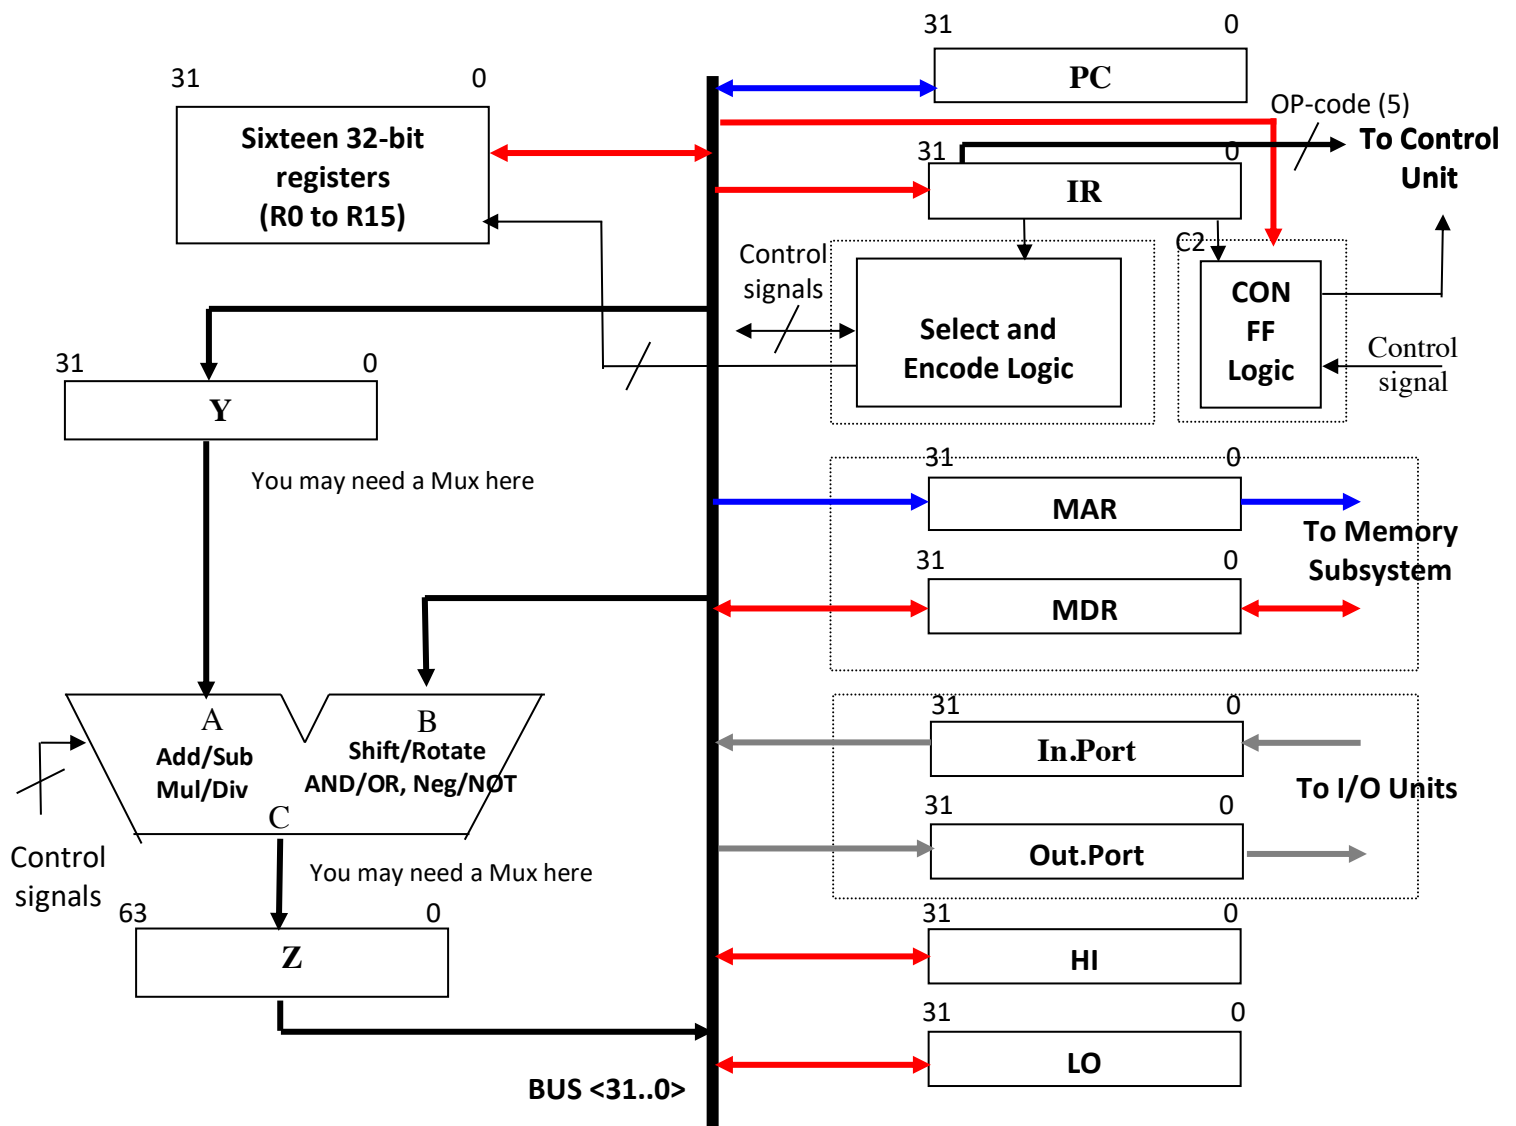 31 0
PC
31 0
Sixteen 32-bit
registers
(R0 to R15)
OP-code (5)
To Control
Unit
31 0
IR
C2
Control
signals
Select and
Encode Logic
CON
FF
Logic
Control
signal
31 0
Y
You may need a Mux here
31 0
MAR
To Memory
Subsystem
31 0
MDR
A
Add/Sub
Mul/Div
B
Shift/Rotate
AND/OR, Neg/NOT
C
Control
signals
You may need a Mux here
31 0
In.Port
To I/O Units
31 0
Out.Port
63 0
Z
31 0
HI
31 0
LO
BUS <31..0>